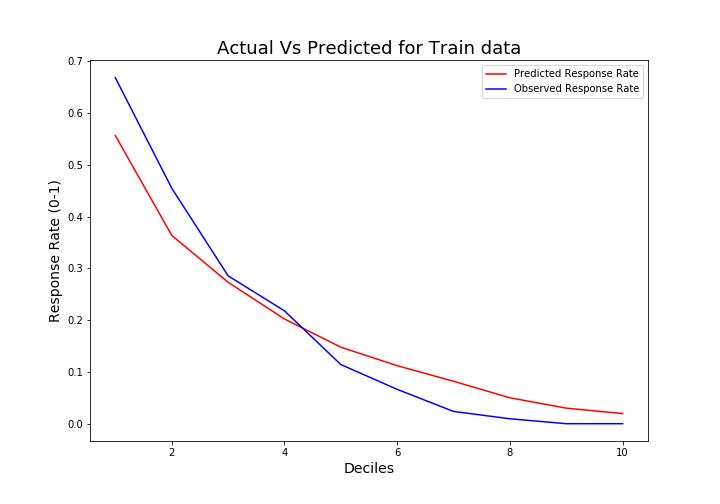 Actual Vs Predicted for Train data
Predicted Response Rate
Observed Response Rate
Response Rate (0-1)
0.7
0.6
0.5
0.4
0.3
0.2
0.1
0.0
2 4 6 8 10
Deciles